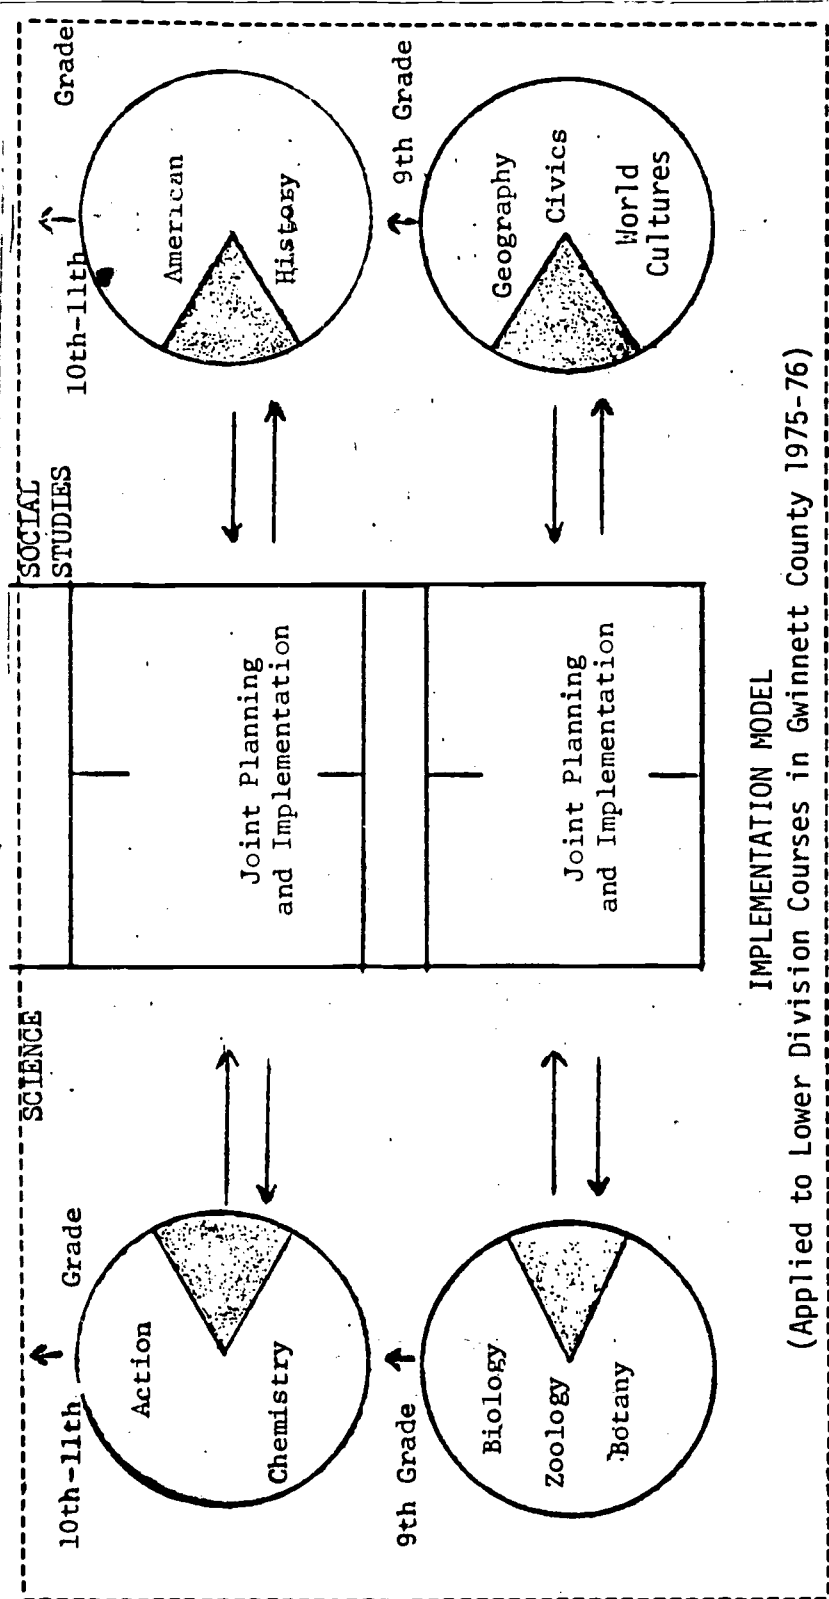 SCIENCE
SOCIAL
STUDIES
10th-11th Grade
Action
Chemistry
Joint Planning
and Implementation
10th-11th Grade
American
History
9th Grade
Biology
Zoology
Botany
Joint Planning
and Implementation
9th Grade
Geography
Civics
World
Cultures
IMPLEMENTATION MODEL
(Applied to Lower Division Courses in Gwinnett County 1975-76)